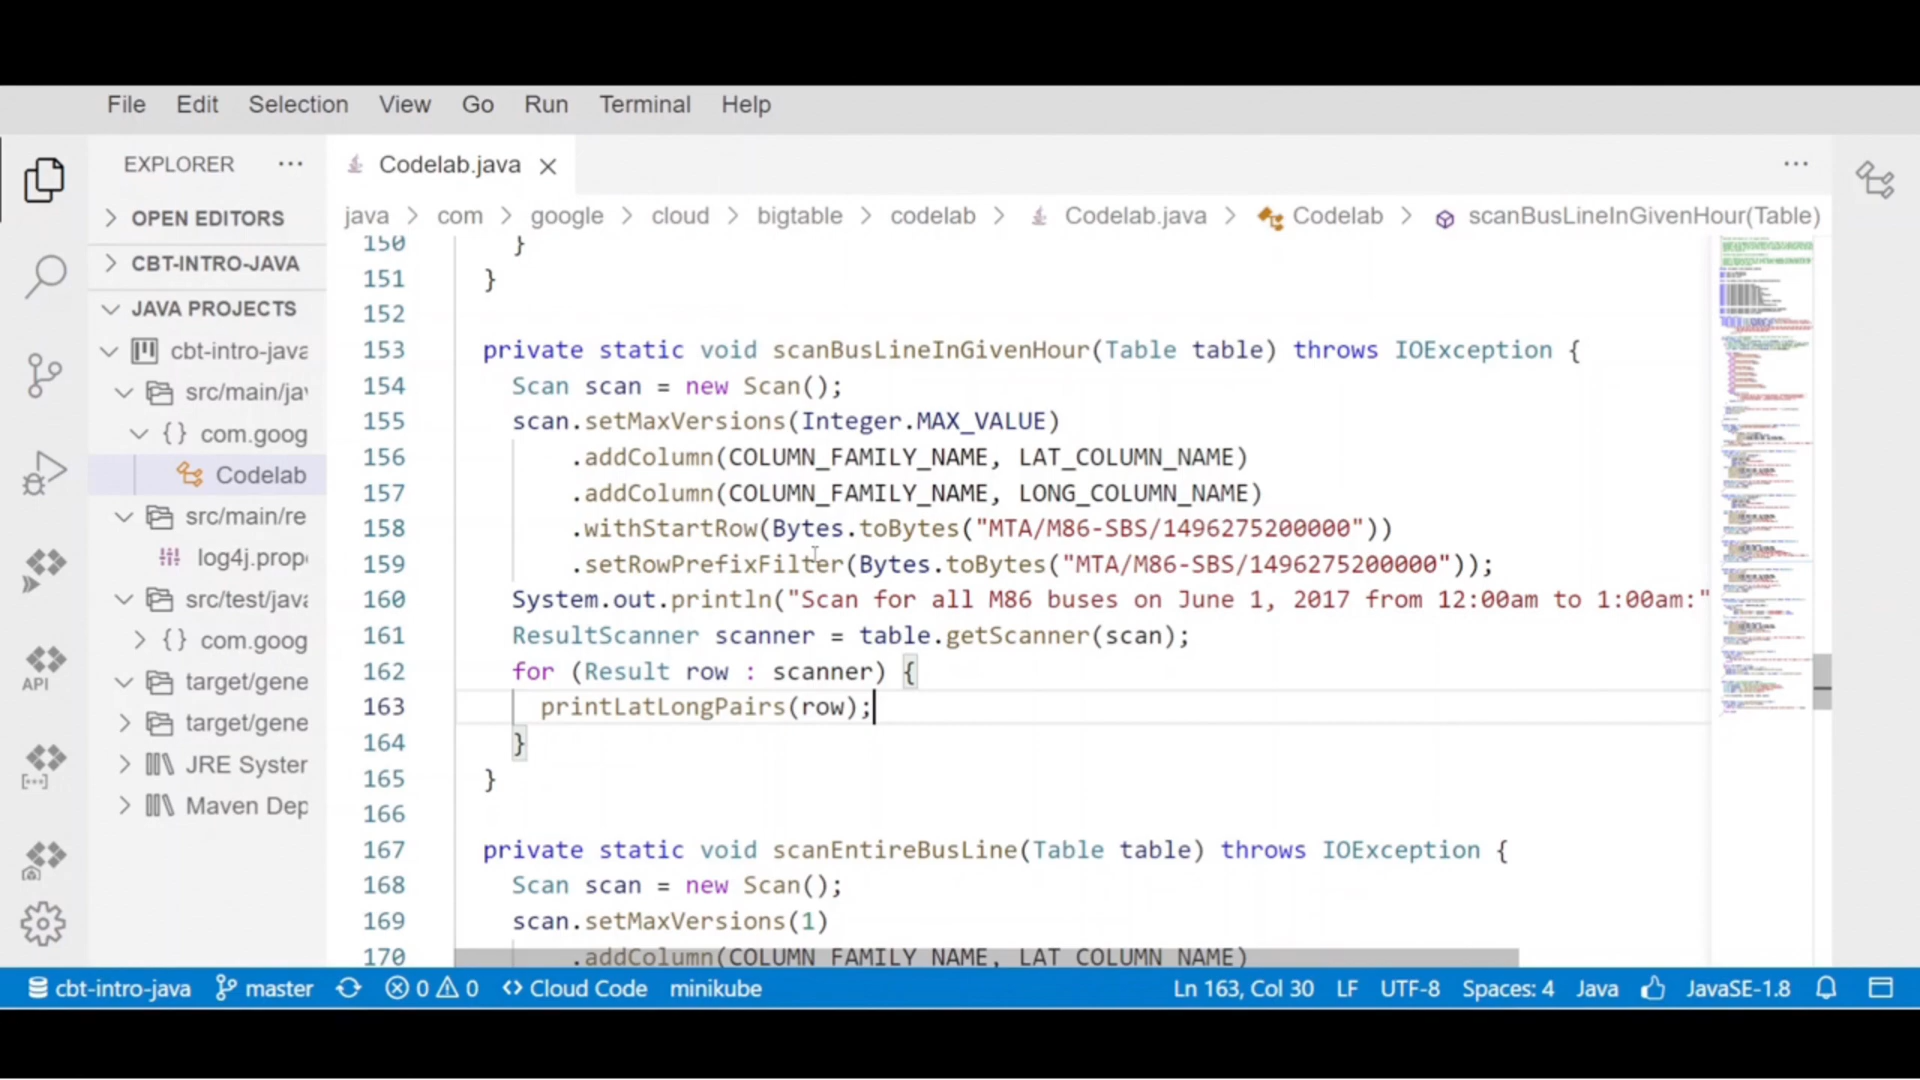 File Edit Selection View Go Run Terminal Help
EXPLORER ···
Codelab.java
OPEN EDITORS
CBT-INTRO-JAVA
JAVA PROJECTS
cbt-intro-java
src/main/jav
com.goog
Codelab
src/main/re
log4j.prop
src/test/java
com.goog
target/gene
target/gene
JRE System
Maven Dep
API
java > com > google > cloud > bigtable > codelab > Codelab.java > Codelab > scanBusLineInGivenHour(Table)
150 }
151 }
152
153 private static void scanBusLineInGivenHour(Table table) throws IOException {
154 Scan scan = new Scan();
155 scan.setMaxVersions(Integer.MAX_VALUE)
156 .addColumn(COLUMN_FAMILY_NAME, LAT_COLUMN_NAME)
157 .addColumn(COLUMN_FAMILY_NAME, LONG_COLUMN_NAME)
158 .withStartRow(Bytes.toBytes("MTA/M86-SBS/1496275200000"))
159 .setRowPrefixFilter(Bytes.toBytes("MTA/M86-SBS/1496275200000"));
160 System.out.println("Scan for all M86 buses on June 1, 2017 from 12:00am to 1:00am:"
161 ResultScanner scanner = table.getScanner(scan);
162 for (Result row : scanner) {
163 printLatLongPairs(row);
164 }
165 }
166
167 private static void scanEntireBusLine(Table table) throws IOException {
168 Scan scan = new Scan();
169 scan.setMaxVersions(1)
170 .addColumn(COLUMN_FAMILY_NAME, LAT_COLUMN_NAME)
cbt-intro-java master 0 0 Cloud Code minikube Ln 163, Col 30 LF UTF-8 Spaces: 4 Java JavaSE-1.8